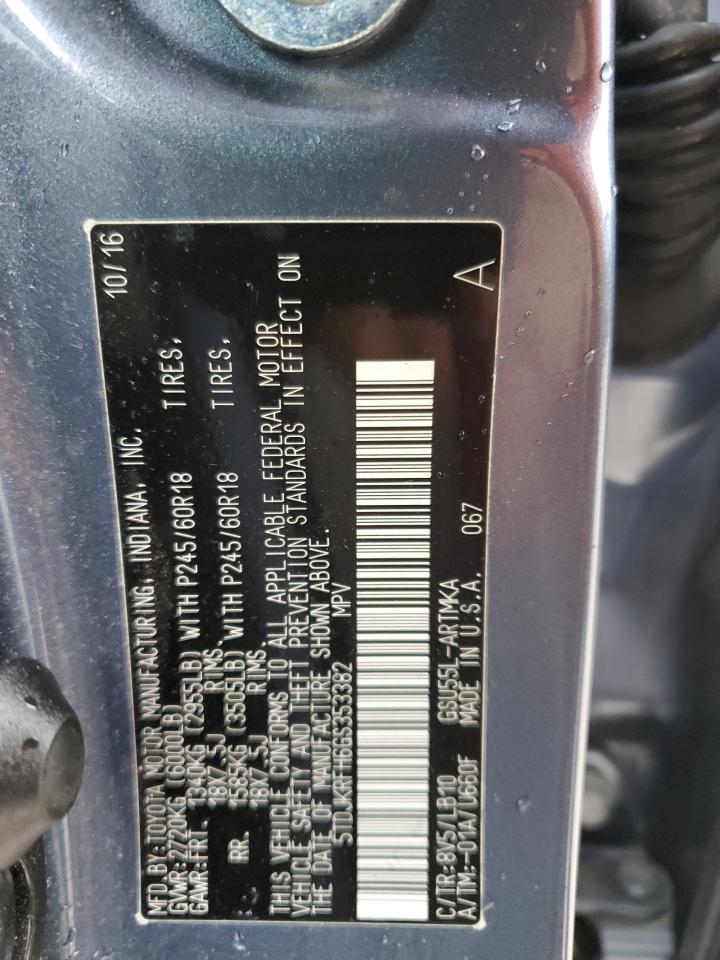 MFD.BY:TOYOTA MOTOR MANUFACTURING, INDIANA, INC. 10/16
GVWR:2720KG (6000LB)
GAWR:FRT. 1340KG (2955LB) WITH P245/60R18 TIRES,
18X7.5J RIMS,
RR. 1585KG (3505LB) WITH P245/60R18 TIRES,
18X7.5J RIMS.
THIS VEHICLE CONFORMS TO ALL APPLICABLE FEDERAL MOTOR
VEHICLE SAFETY AND THEFT PREVENTION STANDARDS IN EFFECT ON
THE DATE OF MANUFACTURE SHOWN ABOVE.
5TDJKRFH6GS353382 MPV
C/TR:8V5/LB10 GSU55L-ARTMKA
A/TM:-01A/U660F MADE IN U.S.A. 067 A